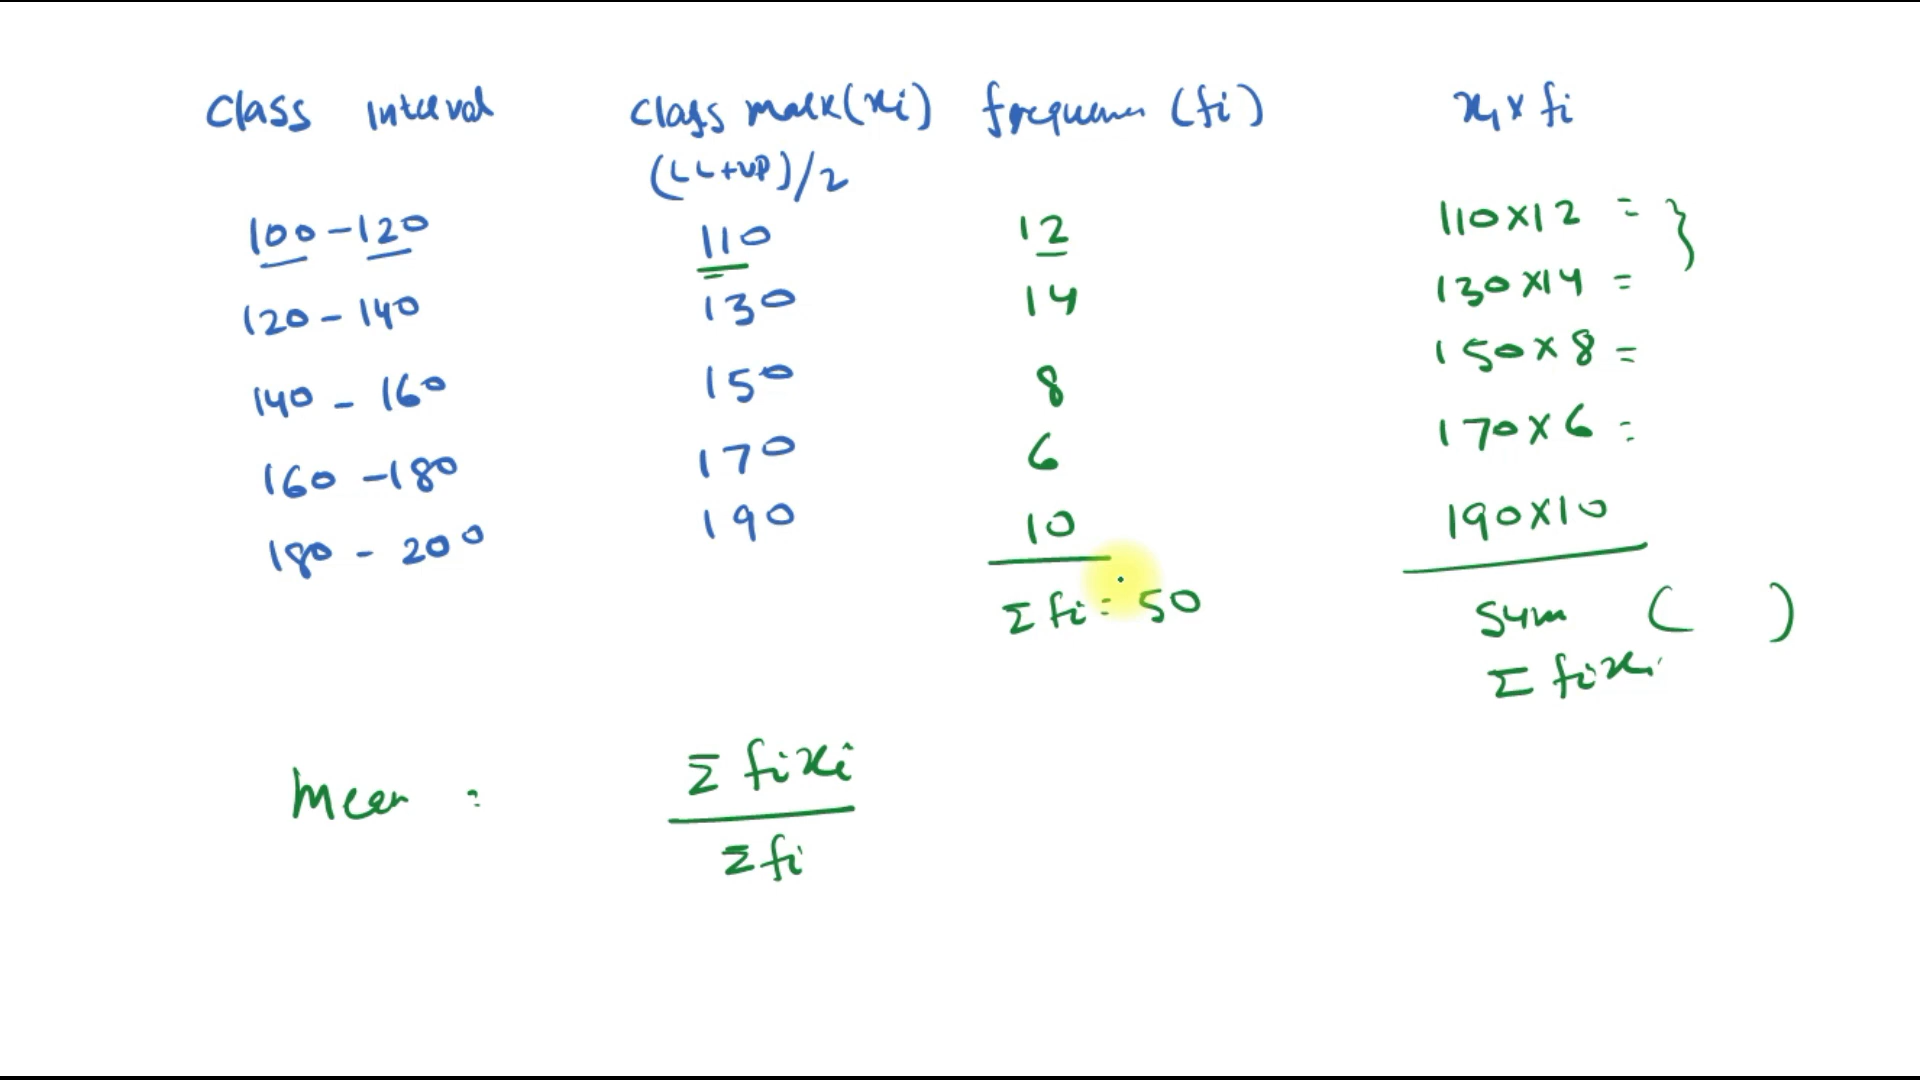 Class Interval class mark (xi) frequency (fi) xi x fi
(LL+UP)/2
100-120 110 12 110x12 =
120-140 130 14 130x14 =
140-160 150 8 150x8 =
160-180 170 6 170x6 =
180-200 190 10 190x10
Σfi = 50 Sum ( )
Σfixi
Mean = Σfixi
Σfi